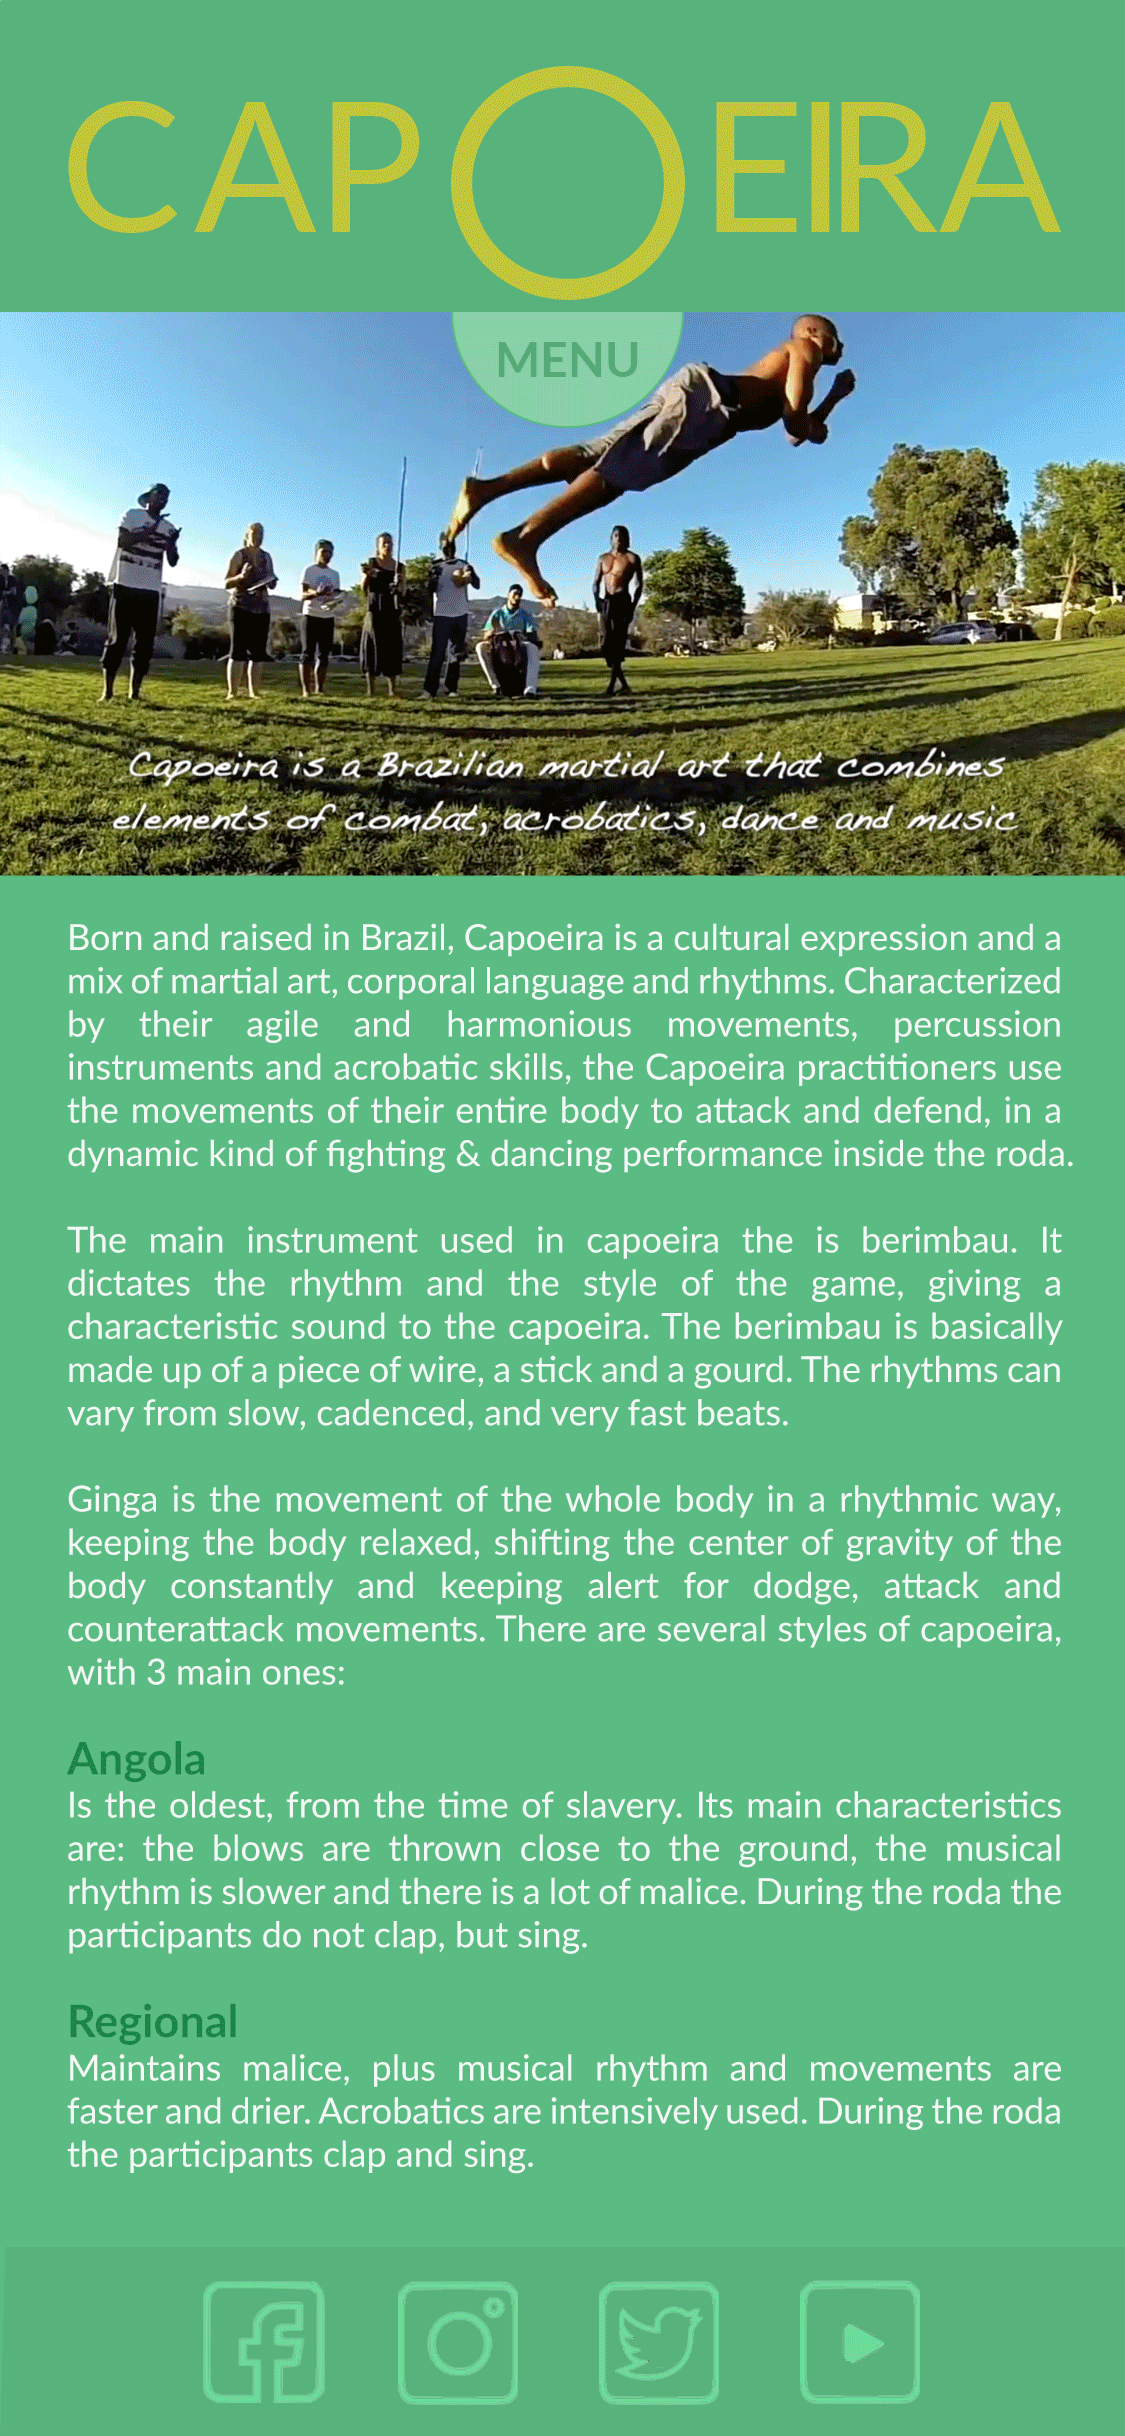 CAPOEIRA
MENU
Capoeira is a Brazilian martial art that combines
elements of combat, acrobatics, dance and music
Born and raised in Brazil, Capoeira is a cultural expression and a
mix of martial art, corporal language and rhythms. Characterized
by their agile and harmonious movements, percussion
instruments and acrobatic skills, the Capoeira practitioners use
the movements of their entire body to attack and defend, in a
dynamic kind of fighting & dancing performance inside the roda.
The main instrument used in capoeira the is berimbau. It
dictates the rhythm and the style of the game, giving a
characteristic sound to the capoeira. The berimbau is basically
made up of a piece of wire, a stick and a gourd. The rhythms can
vary from slow, cadenced, and very fast beats.
Ginga is the movement of the whole body in a rhythmic way,
keeping the body relaxed, shifting the center of gravity of the
body constantly and keeping alert for dodge, attack and
counterattack movements. There are several styles of capoeira,
with 3 main ones:
Angola
Is the oldest, from the time of slavery. Its main characteristics
are: the blows are thrown close to the ground, the musical
rhythm is slower and there is a lot of malice. During the roda the
participants do not clap, but sing.
Regional
Maintains malice, plus musical rhythm and movements are
faster and drier. Acrobatics are intensively used. During the roda
the participants clap and sing.